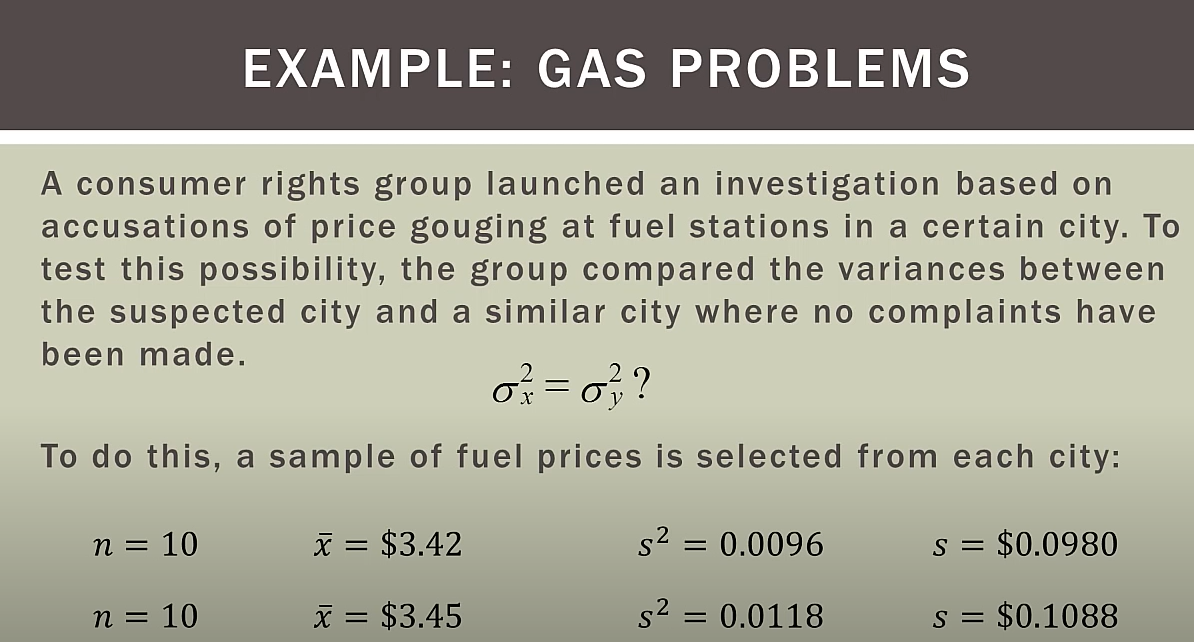 EXAMPLE: GAS PROBLEMS
A consumer rights group launched an investigation based on
accusations of price gouging at fuel stations in a certain city. To
test this possibility, the group compared the variances between
the suspected city and a similar city where no complaints have
been made.
σ²ₓ = σ²ᵧ ?
To do this, a sample of fuel prices is selected from each city:
n = 10 x̄ = $3.42 s² = 0.0096 s = $0.0980
n = 10 x̄ = $3.45 s² = 0.0118 s = $0.1088